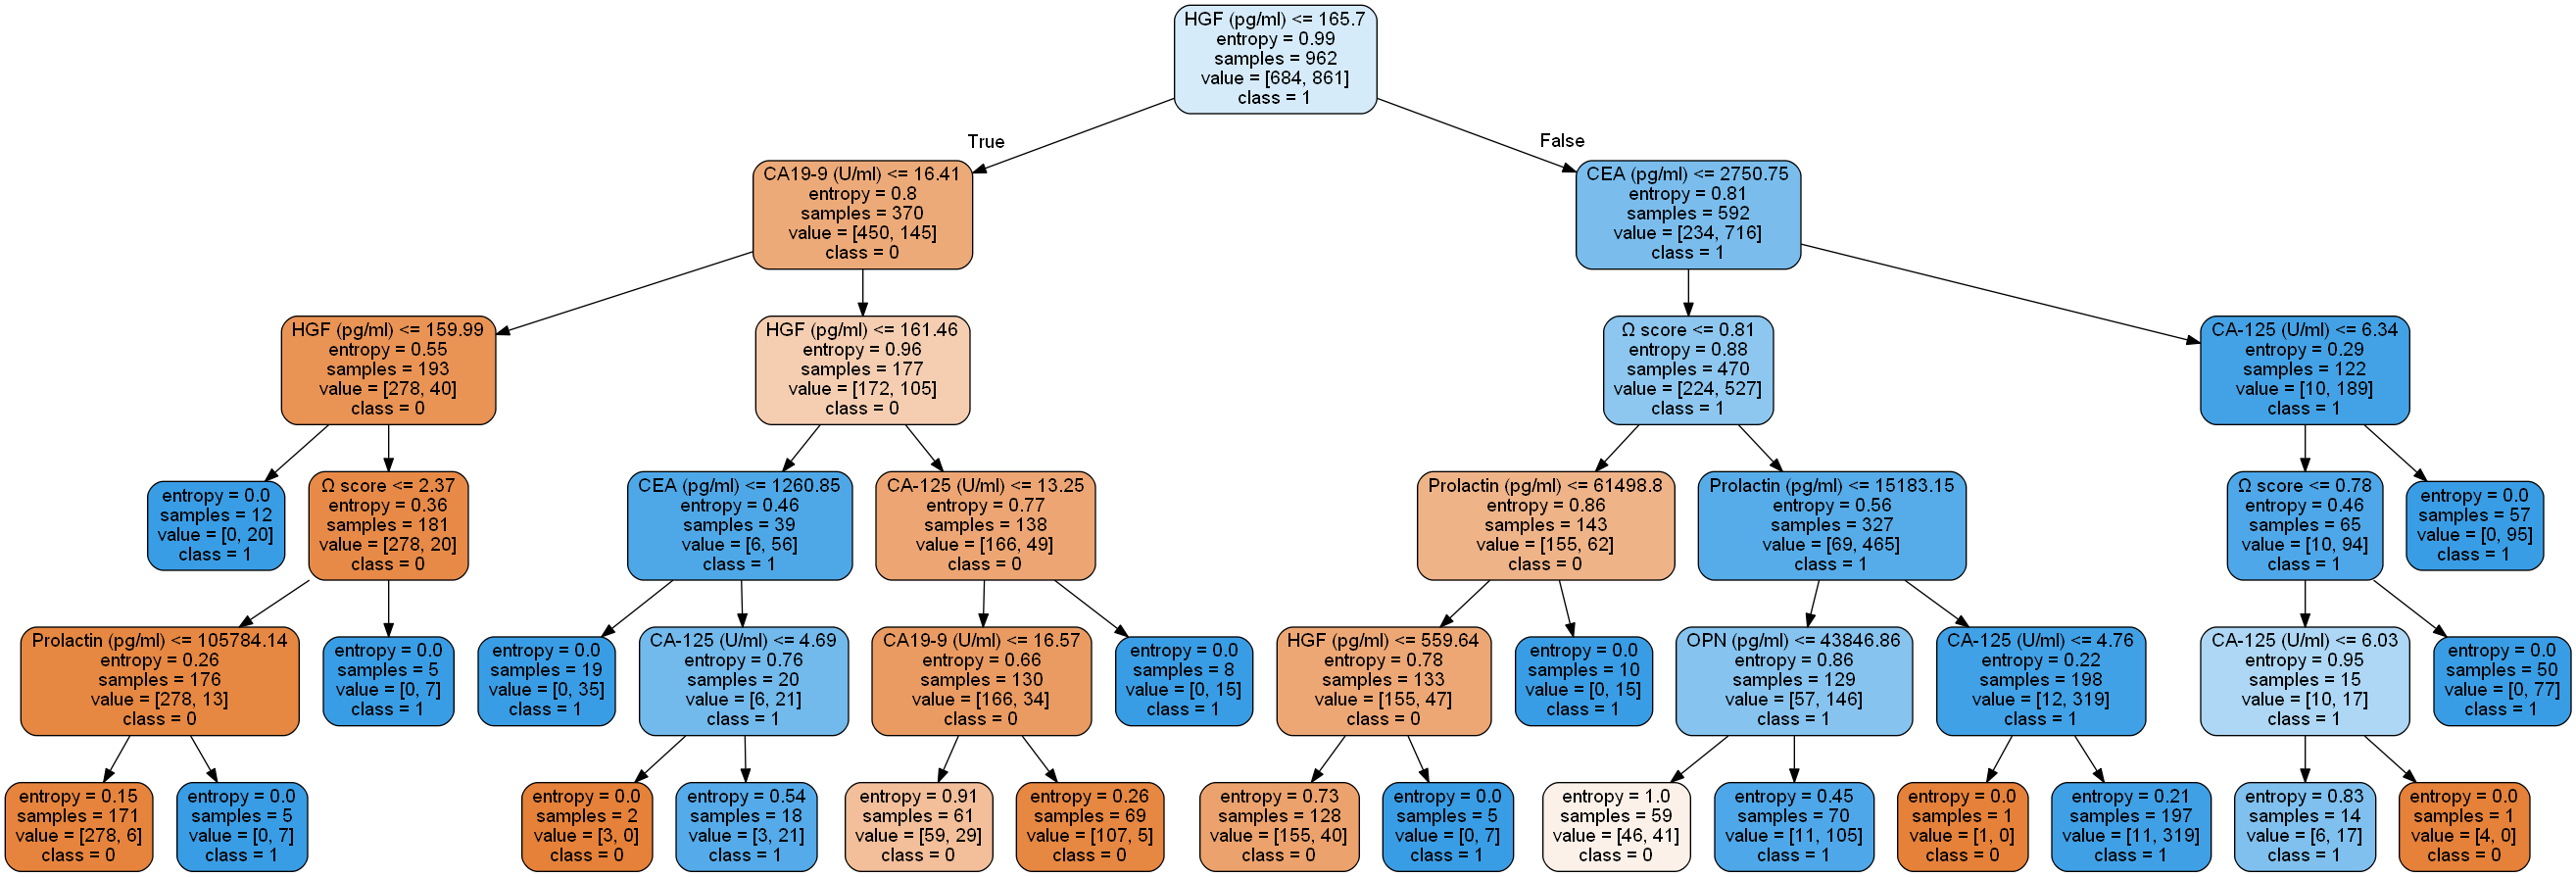 HGF (pg/ml) <= 165.7
entropy = 0.99
samples = 962
value = [684, 861]
class = 1
True
False
CA19-9 (U/ml) <= 16.41
entropy = 0.8
samples = 370
value = [450, 145]
class = 0
CEA (pg/ml) <= 2750.75
entropy = 0.81
samples = 592
value = [234, 716]
class = 1
HGF (pg/ml) <= 159.99
entropy = 0.55
samples = 193
value = [278, 40]
class = 0
HGF (pg/ml) <= 161.46
entropy = 0.96
samples = 177
value = [172, 105]
class = 0
Ω score <= 0.81
entropy = 0.88
samples = 470
value = [224, 527]
class = 1
CA-125 (U/ml) <= 6.34
entropy = 0.29
samples = 122
value = [10, 189]
class = 1
entropy = 0.0
samples = 12
value = [0, 20]
class = 1
Ω score <= 2.37
entropy = 0.36
samples = 181
value = [278, 20]
class = 0
CEA (pg/ml) <= 1260.85
entropy = 0.46
samples = 39
value = [6, 56]
class = 1
CA-125 (U/ml) <= 13.25
entropy = 0.77
samples = 138
value = [166, 49]
class = 0
Prolactin (pg/ml) <= 61498.8
entropy = 0.86
samples = 143
value = [155, 62]
class = 0
Prolactin (pg/ml) <= 15183.15
entropy = 0.56
samples = 327
value = [69, 465]
class = 1
Ω score <= 0.78
entropy = 0.46
samples = 65
value = [10, 94]
class = 1
entropy = 0.0
samples = 57
value = [0, 95]
class = 1
Prolactin (pg/ml) <= 105784.14
entropy = 0.26
samples = 176
value = [278, 13]
class = 0
entropy = 0.0
samples = 5
value = [0, 7]
class = 1
entropy = 0.0
samples = 19
value = [0, 35]
class = 1
CA-125 (U/ml) <= 4.69
entropy = 0.76
samples = 20
value = [6, 21]
class = 1
CA19-9 (U/ml) <= 16.57
entropy = 0.66
samples = 130
value = [166, 34]
class = 0
entropy = 0.0
samples = 8
value = [0, 15]
class = 1
HGF (pg/ml) <= 559.64
entropy = 0.78
samples = 133
value = [155, 47]
class = 0
entropy = 0.0
samples = 10
value = [0, 15]
class = 1
OPN (pg/ml) <= 43846.86
entropy = 0.86
samples = 129
value = [57, 146]
class = 1
CA-125 (U/ml) <= 4.76
entropy = 0.22
samples = 198
value = [12, 319]
class = 1
CA-125 (U/ml) <= 6.03
entropy = 0.95
samples = 15
value = [10, 17]
class = 1
entropy = 0.0
samples = 50
value = [0, 77]
class = 1
entropy = 0.15
samples = 171
value = [278, 6]
class = 0
entropy = 0.0
samples = 5
value = [0, 7]
class = 1
entropy = 0.0
samples = 2
value = [3, 0]
class = 0
entropy = 0.54
samples = 18
value = [3, 21]
class = 1
entropy = 0.91
samples = 61
value = [59, 29]
class = 0
entropy = 0.26
samples = 69
value = [107, 5]
class = 0
entropy = 0.73
samples = 128
value = [155, 40]
class = 0
entropy = 0.0
samples = 5
value = [0, 7]
class = 1
entropy = 1.0
samples = 59
value = [46, 41]
class = 0
entropy = 0.45
samples = 70
value = [11, 105]
class = 1
entropy = 0.0
samples = 1
value = [1, 0]
class = 0
entropy = 0.21
samples = 197
value = [11, 319]
class = 1
entropy = 0.83
samples = 14
value = [6, 17]
class = 1
entropy = 0.0
samples = 1
value = [4, 0]
class = 0